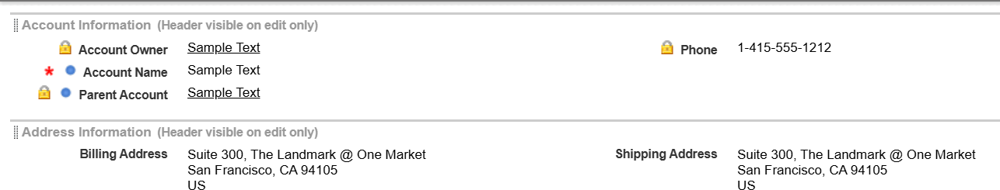 Account Information (Header visible on edit only)
Account Owner Sample Text Phone 1-415-555-1212
* Account Name Sample Text
Parent Account Sample Text
Address Information (Header visible on edit only)
Billing Address Suite 300, The Landmark @ One Market Shipping Address Suite 300, The Landmark @ One Market
San Francisco, CA 94105 San Francisco, CA 94105
US US